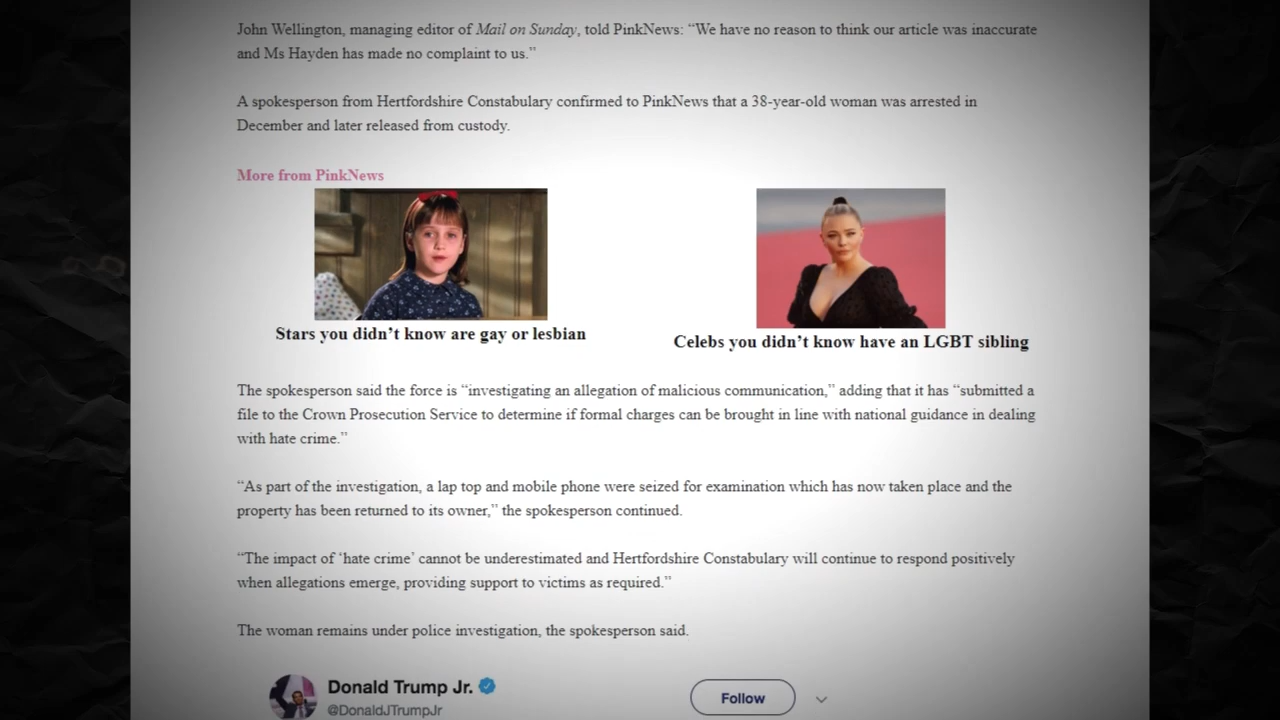 John Wellington, managing editor of Mail on Sunday, told PinkNews: “We have no reason to think our article was inaccurate
and Ms Hayden has made no complaint to us.”
A spokesperson from Hertfordshire Constabulary confirmed to PinkNews that a 38-year-old woman was arrested in
December and later released from custody.
More from PinkNews
Stars you didn’t know are gay or lesbian
Celebs you didn’t know have an LGBT sibling
The spokesperson said the force is “investigating an allegation of malicious communication,” adding that it has “submitted a
file to the Crown Prosecution Service to determine if formal charges can be brought in line with national guidance in dealing
with hate crime.”
“As part of the investigation, a lap top and mobile phone were seized for examination which has now taken place and the
property has been returned to its owner,” the spokesperson continued.
“The impact of ‘hate crime’ cannot be underestimated and Hertfordshire Constabulary will continue to respond positively
when allegations emerge, providing support to victims as required.”
The woman remains under police investigation, the spokesperson said.
Donald Trump Jr.
Follow
@DonaldJTrumpJr